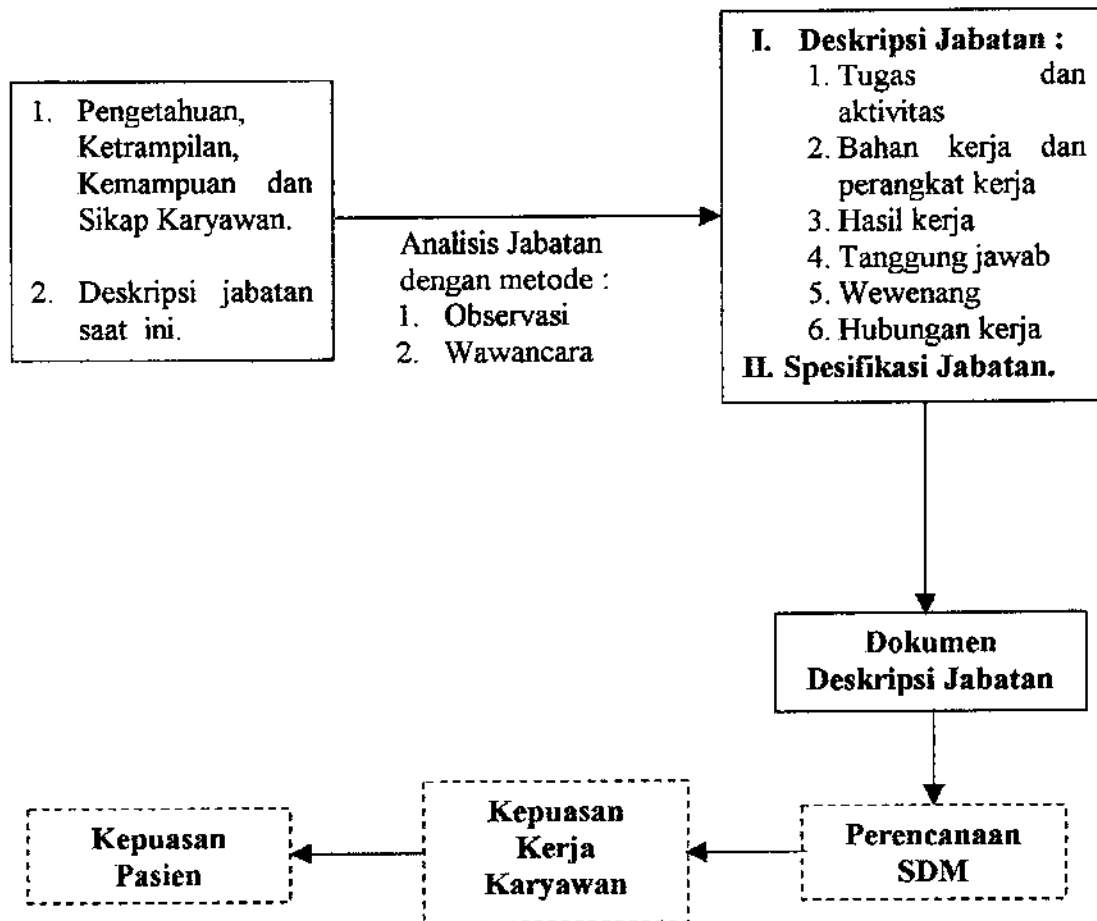 1. Pengetahuan,
Ketrampilan,
Kemampuan dan
Sikap Karyawan.
2. Deskripsi jabatan
saat ini.
Analisis Jabatan
dengan metode :
1. Observasi
2. Wawancara
I. Deskripsi Jabatan :
1. Tugas dan
aktivitas
2. Bahan kerja dan
perangkat kerja
3. Hasil kerja
4. Tanggung jawab
5. Wewenang
6. Hubungan kerja
II. Spesifikasi Jabatan.
Dokumen
Deskripsi Jabatan
Perencanaan
SDM
Kepuasan
Kerja
Karyawan
Kepuasan
Pasien